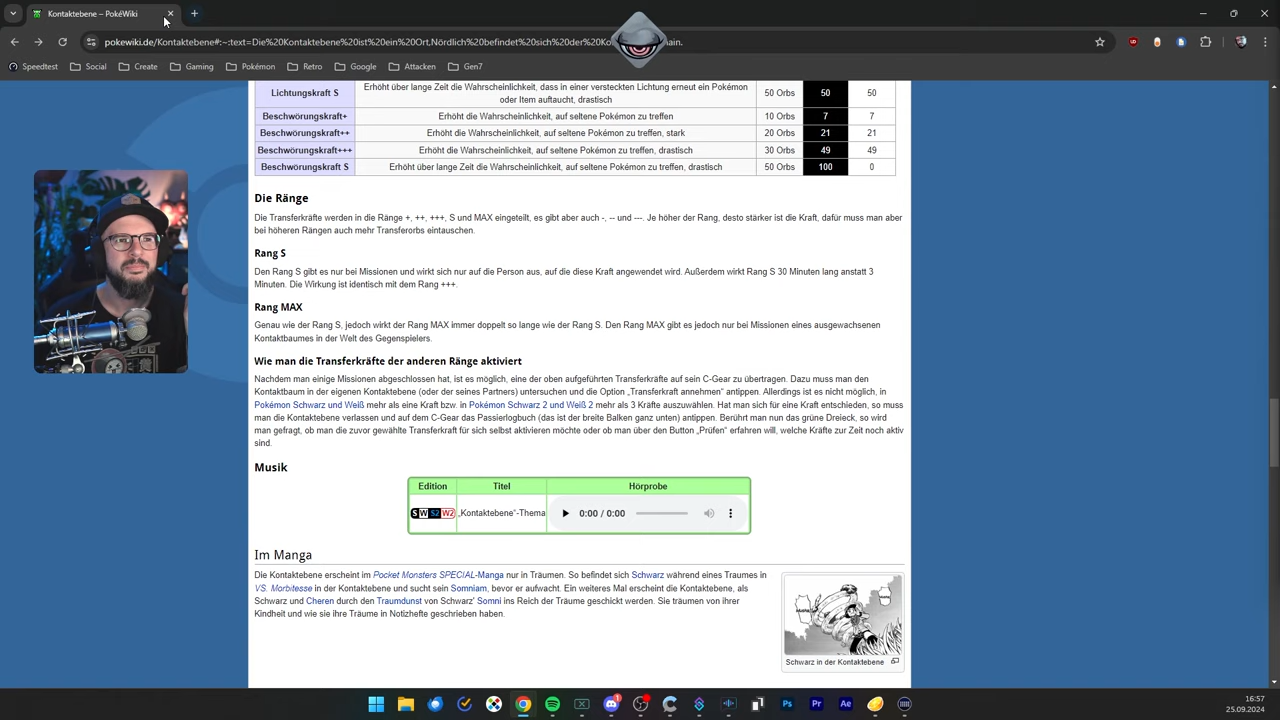 Kontaktebene – PokéWiki
pokewiki.de/Kontaktebene#:~:text=Die%20Kontaktebene%20ist%20ein%20Ort,Nördlich%20befindet%20sich%20der%20Ko
ain.
Speedtest Social Create Gaming Pokémon Retro Google Attacken Gen7
Lichtungskraft S Erhöht über lange Zeit die Wahrscheinlichkeit, dass in einer versteckten Lichtung erneut ein Pokémon oder Item auftaucht, drastisch 50 Orbs 50 50
Beschwörungskraft+ Erhöht die Wahrscheinlichkeit, auf seltene Pokémon zu treffen 10 Orbs 7 7
Beschwörungskraft++ Erhöht die Wahrscheinlichkeit, auf seltene Pokémon zu treffen, stark 20 Orbs 21 21
Beschwörungskraft+++ Erhöht die Wahrscheinlichkeit, auf seltene Pokémon zu treffen, drastisch 30 Orbs 49 49
Beschwörungskraft S Erhöht über lange Zeit die Wahrscheinlichkeit, auf seltene Pokémon zu treffen, drastisch 50 Orbs 100 0
Die Ränge
Die Transferkräfte werden in die Ränge +, ++, +++, S und MAX eingeteilt, es gibt aber auch -, -- und ---. Je höher der Rang, desto stärker ist die Kraft, dafür muss man aber
bei höheren Rängen auch mehr Transferorbs eintauschen.
Rang S
Den Rang S gibt es nur bei Missionen und wirkt sich nur auf die Person aus, auf die diese Kraft angewendet wird. Außerdem wirkt Rang S 30 Minuten lang anstatt 3
Minuten. Die Wirkung ist identisch mit dem Rang +++.
Rang MAX
Genau wie der Rang S, jedoch wirkt der Rang MAX immer doppelt so lange wie der Rang S. Den Rang MAX gibt es jedoch nur bei Missionen eines ausgewachsenen
Kontaktbaumes in der Welt des Gegenspielers.
Wie man die Transferkräfte der anderen Ränge aktiviert
Nachdem man einige Missionen abgeschlossen hat, ist es möglich, eine der oben aufgeführten Transferkräfte auf sein C-Gear zu übertragen. Dazu muss man den
Kontaktbaum in der eigenen Kontaktebene (oder der seines Partners) untersuchen und die Option „Transferkraft annehmen“ antippen. Allerdings ist es nicht möglich, in
Pokémon Schwarz und Weiß mehr als eine Kraft bzw. in Pokémon Schwarz 2 und Weiß 2 mehr als 3 Kräfte auszuwählen. Hat man sich für eine Kraft entschieden, so muss
man die Kontaktebene verlassen und auf dem C-Gear das Passierlogbuch (das ist der breite Balken ganz unten) antippen. Berührt man nun das grüne Dreieck, so wird
man gefragt, ob man die zuvor gewählte Transferkraft für sich selbst aktivieren möchte oder ob man über den Button „Prüfen“ erfahren will, welche Kräfte zur Zeit noch aktiv
sind.
Musik
Edition Titel Hörprobe
S W S2 W2 „Kontaktebene“-Thema 0:00 / 0:00
Im Manga
Die Kontaktebene erscheint im Pocket Monsters SPECIAL-Manga nur in Träumen. So befindet sich Schwarz während eines Traumes in
VS. Morbitesse in der Kontaktebene und sucht sein Somniam, bevor er aufwacht. Ein weiteres Mal erscheint die Kontaktebene, als
Schwarz und Cheren durch den Traumdunst von Schwarz' Somni ins Reich der Träume geschickt werden. Sie träumen von ihrer
Kindheit und wie sie ihre Träume in Notizhefte geschrieben haben.
Schwarz in der Kontaktebene
1
Ps Pr Ae
16:57
25.09.2024